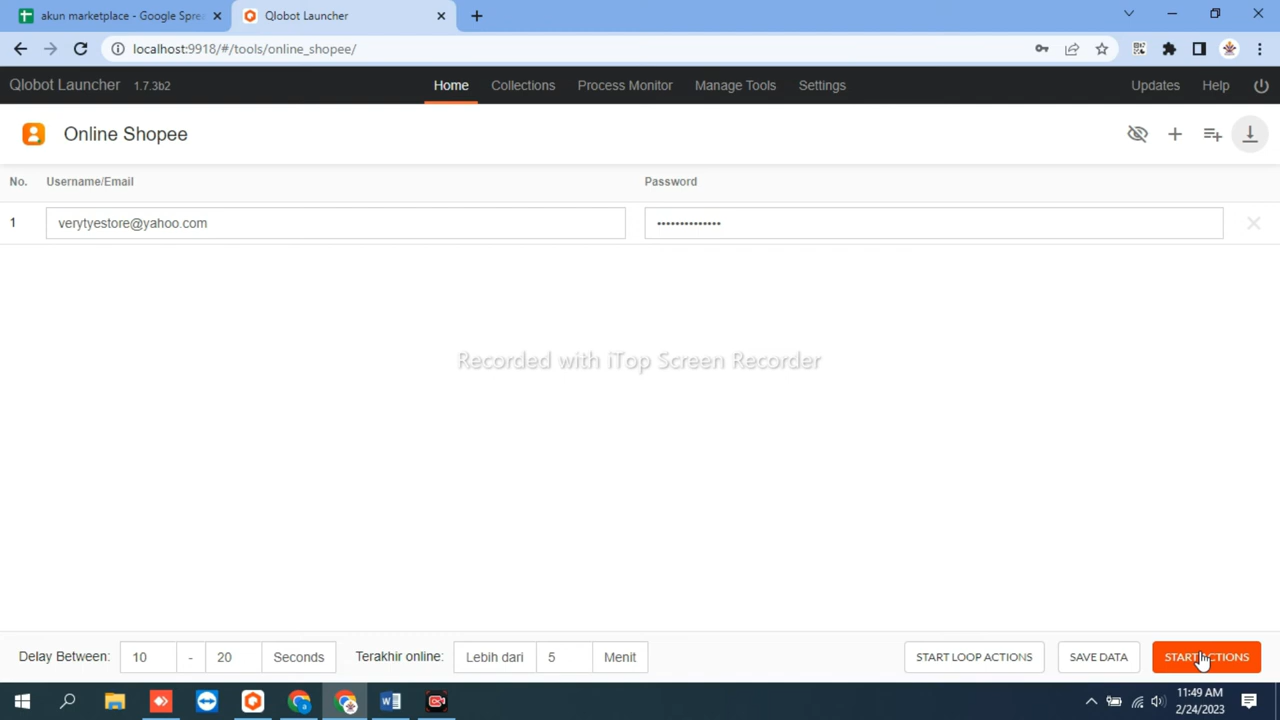 akun marketplace - Google Spre
Qlobot Launcher
localhost:9918/#/tools/online_shopee/
Qlobot Launcher 1.7.3b2
Home
Collections
Process Monitor
Manage Tools
Settings
Updates
Help
Online Shopee
No. Username/Email Password
1 verytyestore@yahoo.com ••••••••••••••
Recorded with iTop Screen Recorder
Delay Between: 10 - 20 Seconds Terakhir online: Lebih dari 5 Menit START LOOP ACTIONS SAVE DATA START ACTIONS
11:49 AM
2/24/2023